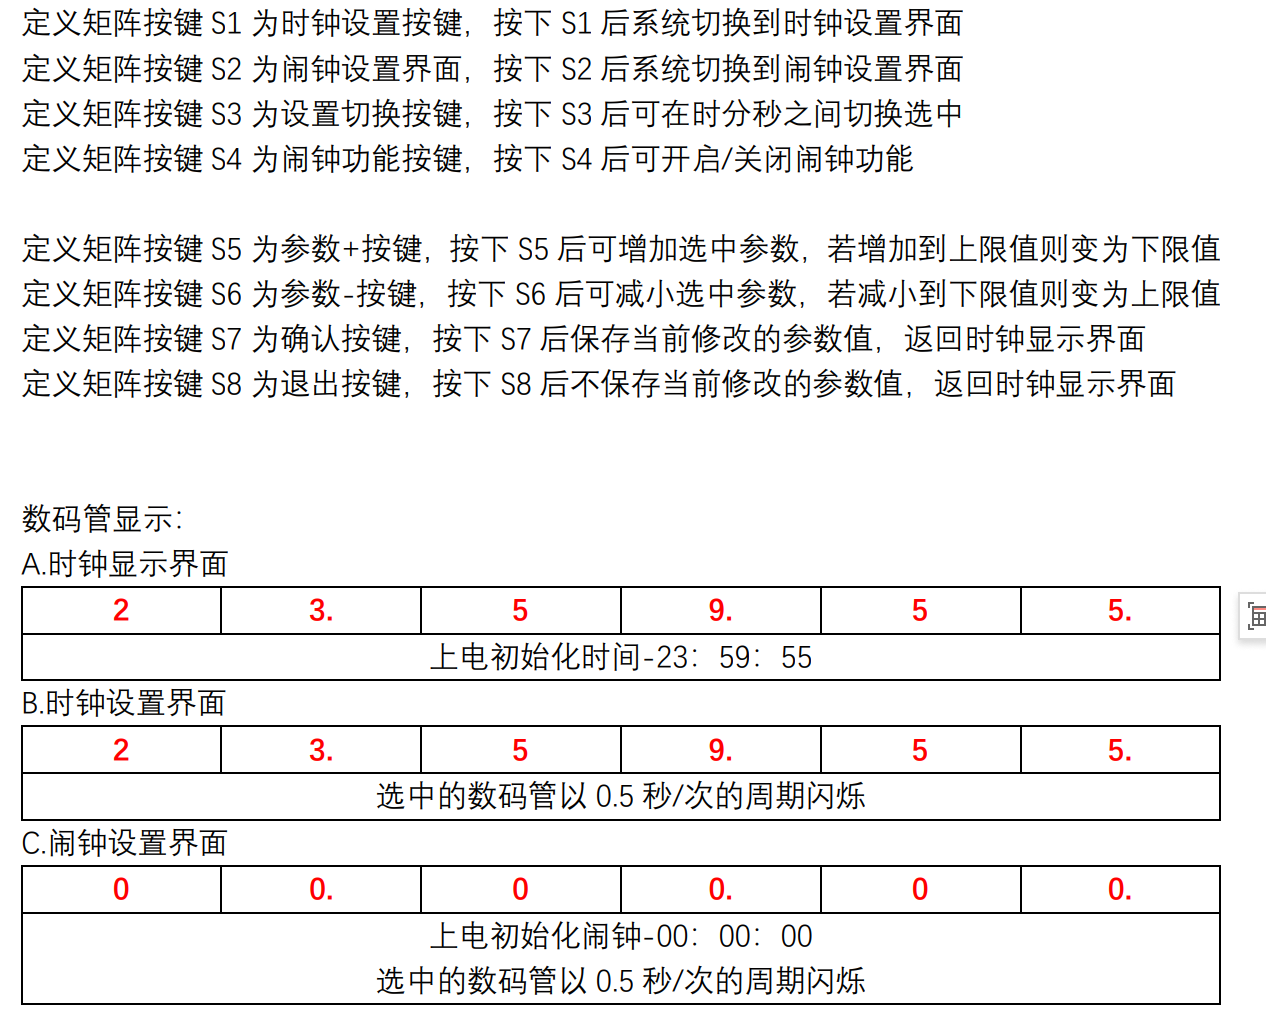 定义矩阵按键 S1 为时钟设置按键，按下 S1 后系统切换到时钟设置界面
定义矩阵按键 S2 为闹钟设置界面，按下 S2 后系统切换到闹钟设置界面
定义矩阵按键 S3 为设置切换按键，按下 S3 后可在时分秒之间切换选中
定义矩阵按键 S4 为闹钟功能按键，按下 S4 后可开启/关闭闹钟功能
定义矩阵按键 S5 为参数+按键，按下 S5 后可增加选中参数，若增加到上限值则变为下限值
定义矩阵按键 S6 为参数-按键，按下 S6 后可减小选中参数，若减小到下限值则变为上限值
定义矩阵按键 S7 为确认按键，按下 S7 后保存当前修改的参数值，返回时钟显示界面
定义矩阵按键 S8 为退出按键，按下 S8 后不保存当前修改的参数值，返回时钟显示界面
数码管显示：
A.时钟显示界面
2 3. 5 9. 5 5.
上电初始化时间-23：59：55
B.时钟设置界面
2 3. 5 9. 5 5.
选中的数码管以 0.5 秒/次的周期闪烁
C.闹钟设置界面
0 0. 0 0. 0 0.
上电初始化闹钟-00：00：00
选中的数码管以 0.5 秒/次的周期闪烁